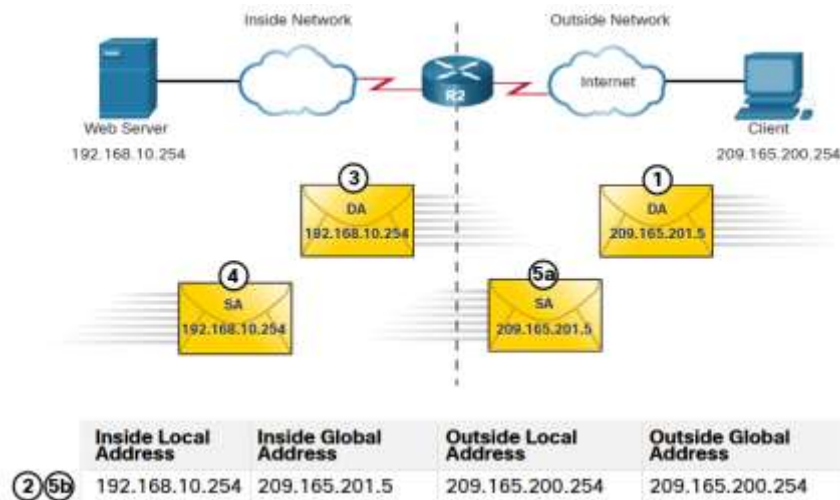 Inside Network
Outside Network
R2
Internet
Web Server
192.168.10.254
Client
209.165.200.254
3
DA
192.168.10.254
1
DA
209.165.201.5
4
SA
192.168.10.254
5a
SA
209.165.201.5
Inside Local Address
Inside Global Address
Outside Local Address
Outside Global Address
2 5b 192.168.10.254 209.165.201.5 209.165.200.254 209.165.200.254